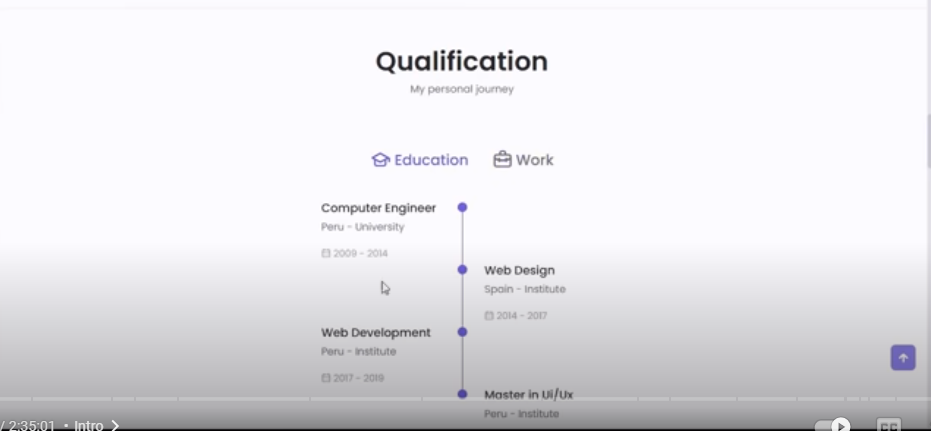 Qualification
My personal journey
Education
Work
Computer Engineer
Peru - University
2009 - 2014
Web Design
Spain - Institute
2014 - 2017
Web Development
Peru - Institute
2017 - 2019
Master in Ui/Ux
Peru - Institute
/ 2:35:01 • Intro
CC